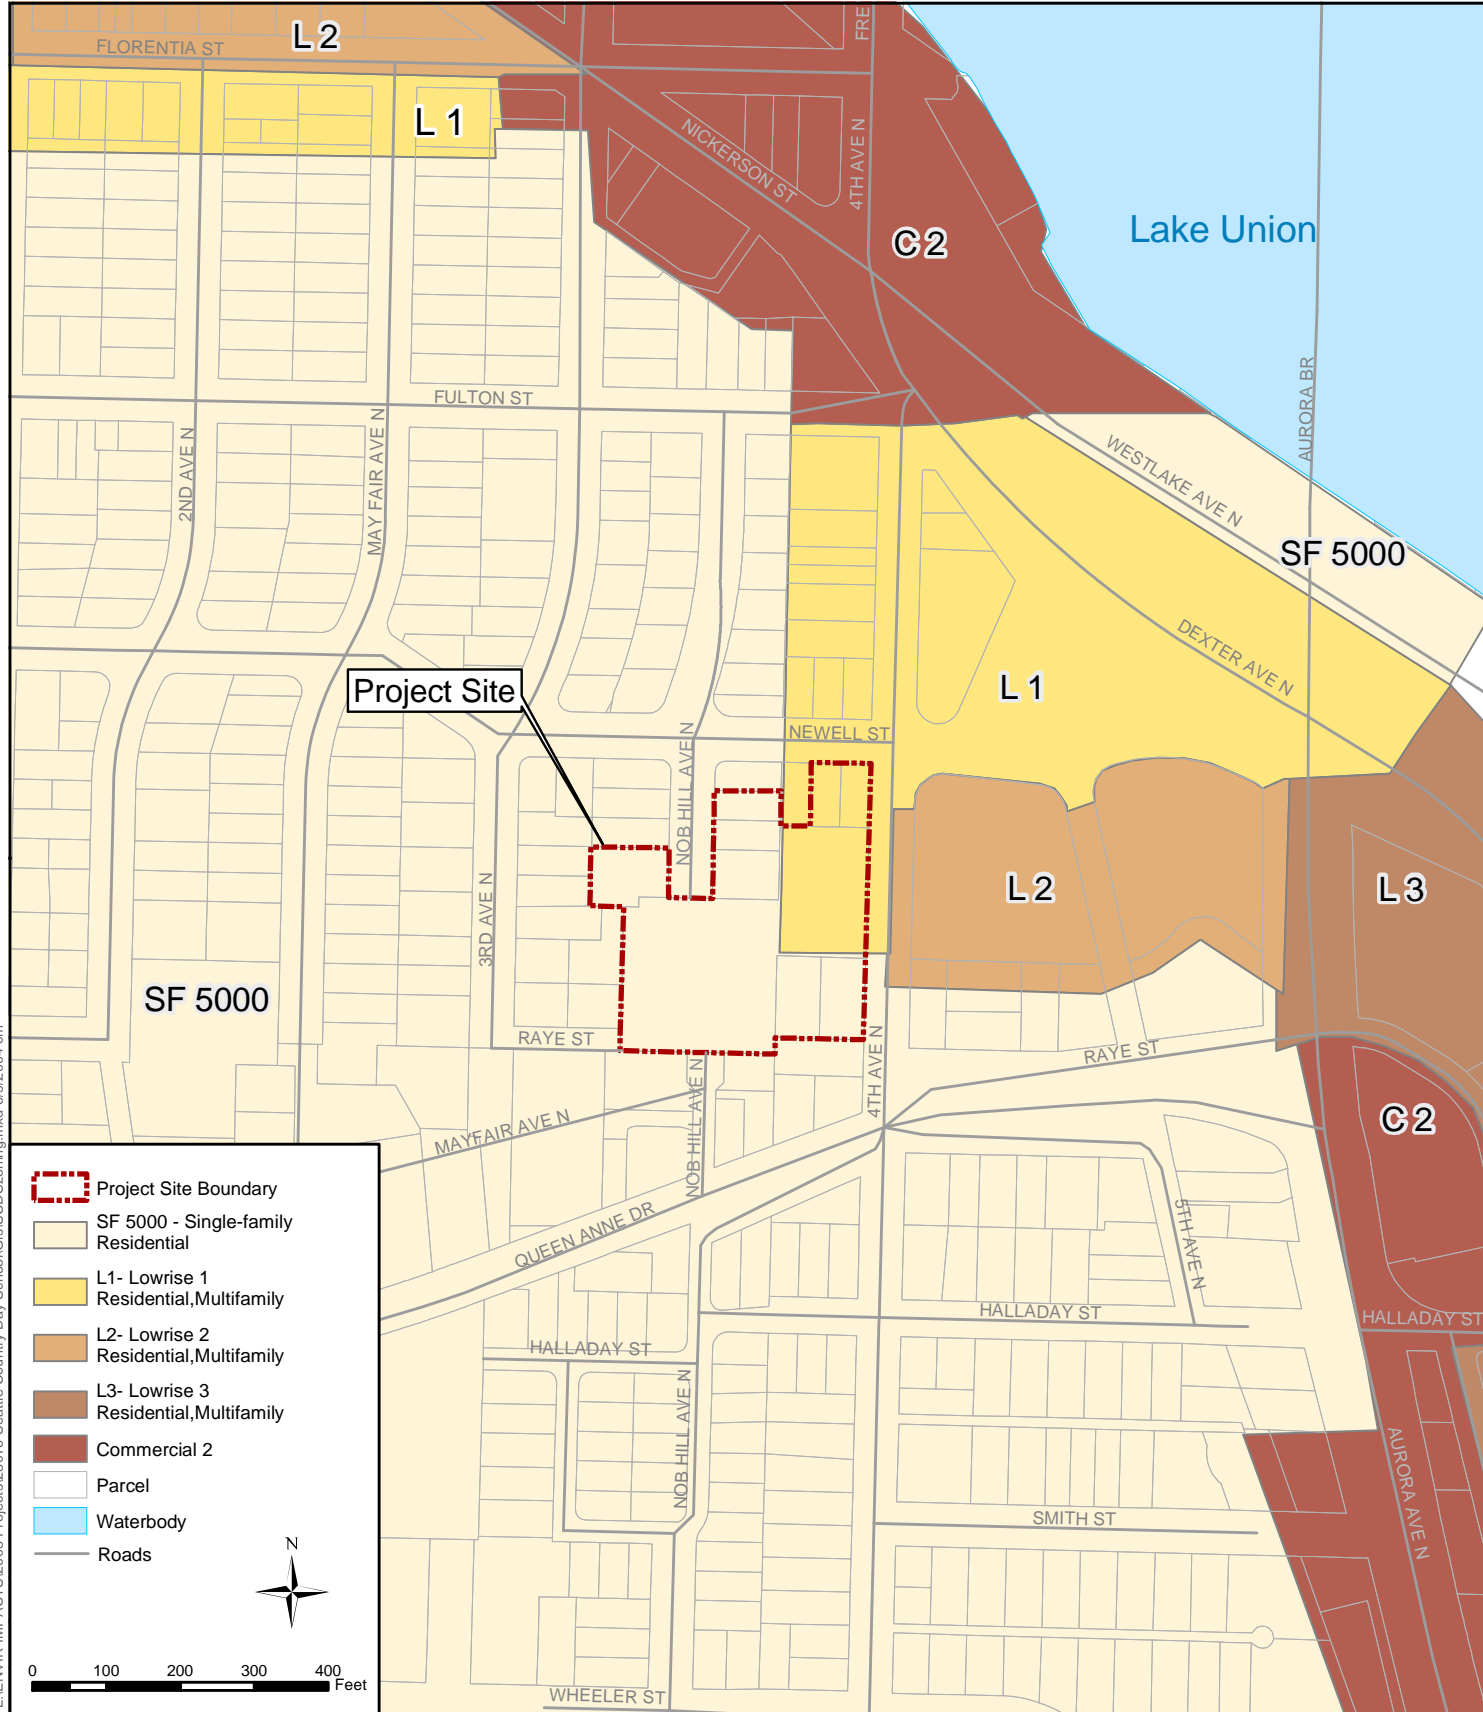 L 2
FLORENTIA ST
FRE
L 1
NICKERSON ST
4TH AVE N
C 2
Lake Union
AURORA BR
FULTON ST
2ND AVE N
MAY FAIR AVE N
WESTLAKE AVE N
SF 5000
DEXTER AVE N
L 1
Project Site
NOB HILL AVE N
NEWELL ST
3RD AVE N
L 2
L 3
SF 5000
RAYE ST
4TH AVE N
RAYE ST
NOB HILL AVE N
MAYFAIR AVE N
C 2
QUEEN ANNE DR
5TH AVE N
HALLADAY ST
HALLADAY ST
HALLADAY ST
NOB HILL AVE N
AURORA AVE N
SMITH ST
WHEELER ST
Project Site Boundary
SF 5000 - Single-family
Residential
L1- Lowrise 1
Residential,Multifamily
L2- Lowrise 2
Residential,Multifamily
L3- Lowrise 3
Residential,Multifamily
Commercial 2
Parcel
Waterbody
Roads
N
0 100 200 300 400
Feet